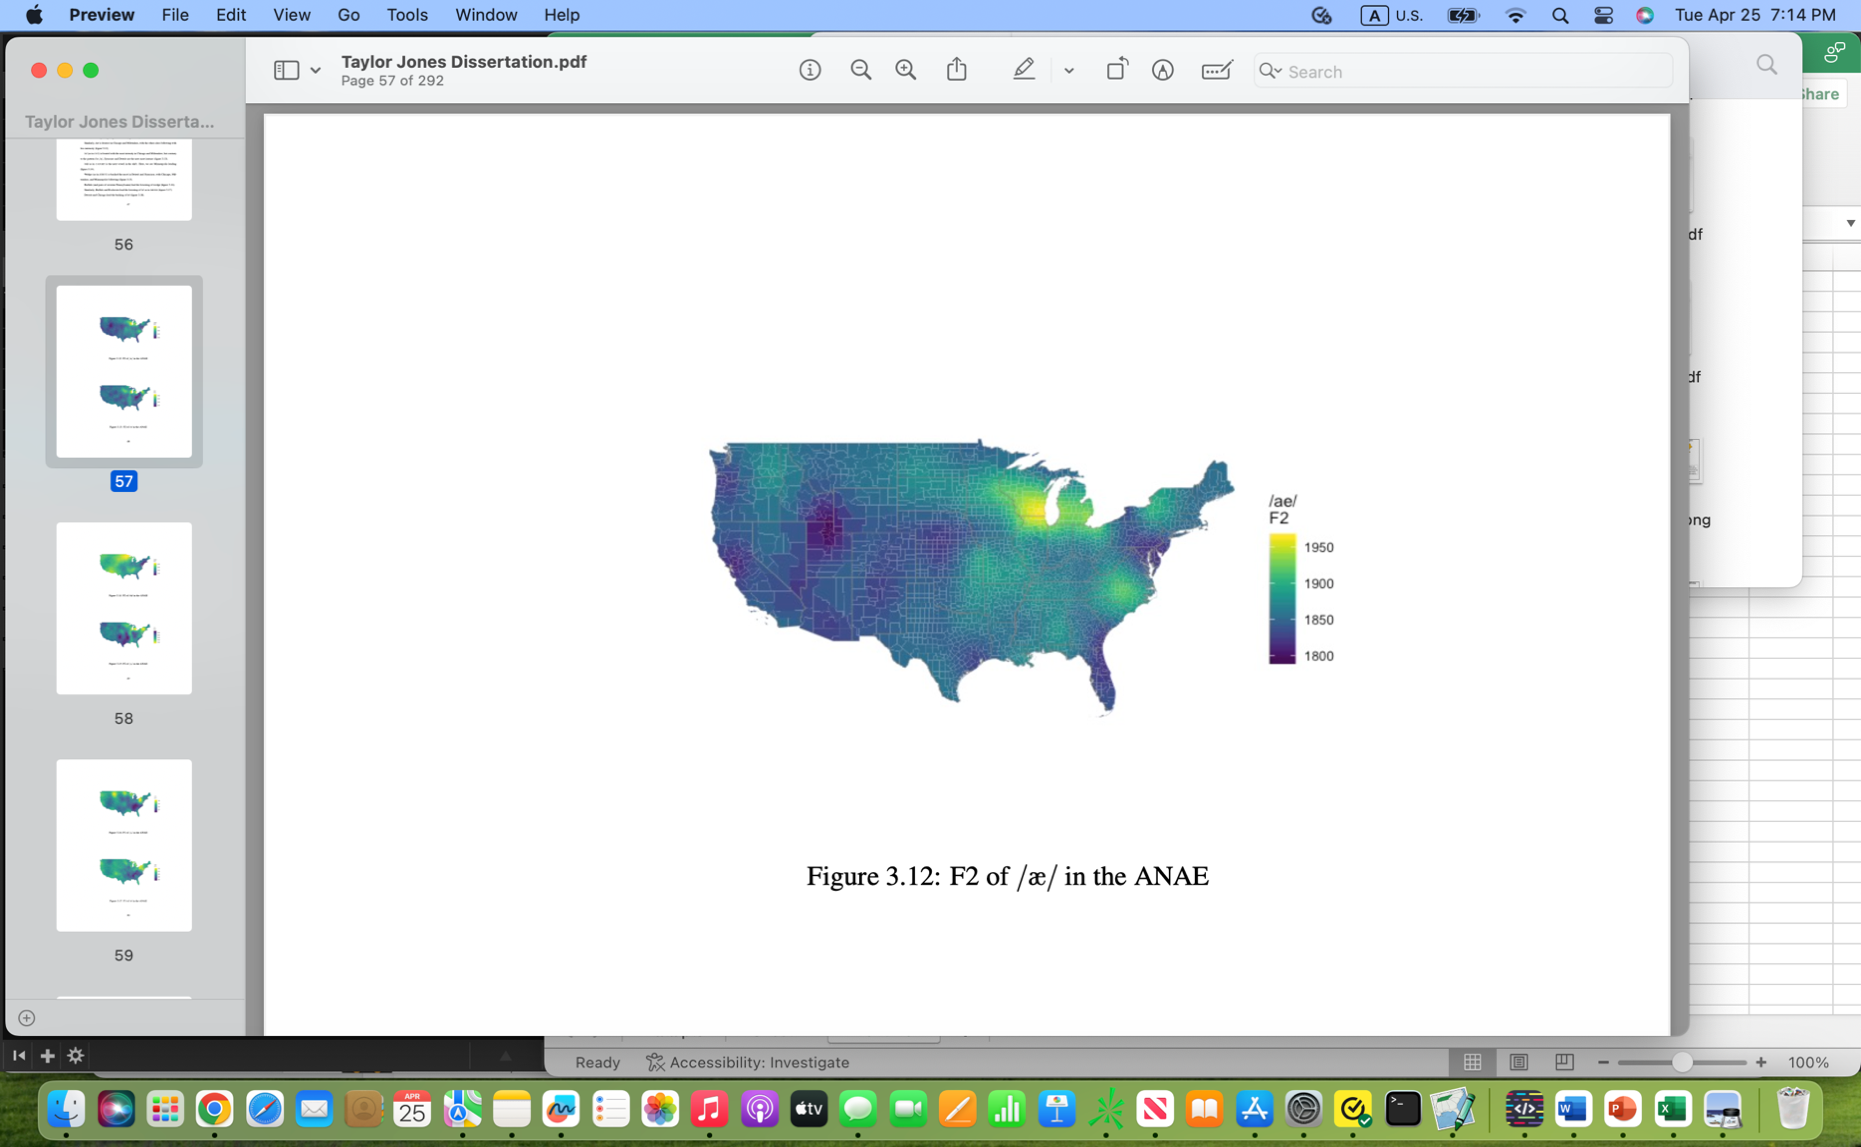 Preview File Edit View Go Tools Window Help
A U.S.
Tue Apr 25 7:14 PM
Taylor Jones Disserta...
Taylor Jones Dissertation.pdf
Page 57 of 292
Search
Share
56
57
58
59
df
df
ong
/ae/
F2
1950
1900
1850
1800
Figure 3.12: F2 of /æ/ in the ANAE
Ready
Accessibility: Investigate
100%
APR
25
tv
W
P
X